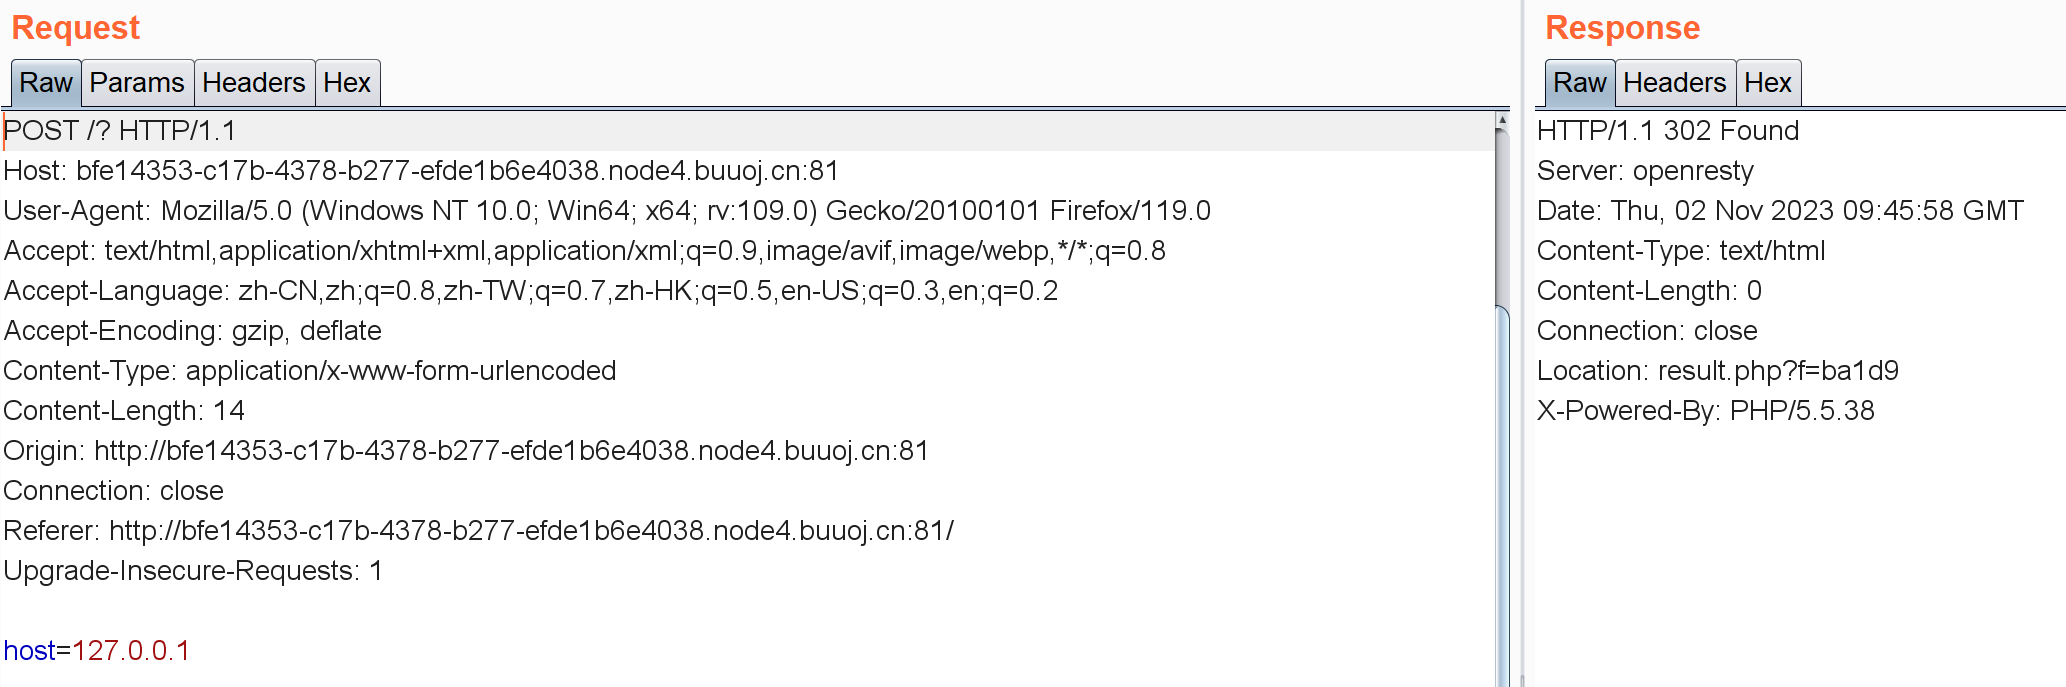 Request
Raw Params Headers Hex
POST /? HTTP/1.1
Host: bfe14353-c17b-4378-b277-efde1b6e4038.node4.buuoj.cn:81
User-Agent: Mozilla/5.0 (Windows NT 10.0; Win64; x64; rv:109.0) Gecko/20100101 Firefox/119.0
Accept: text/html,application/xhtml+xml,application/xml;q=0.9,image/avif,image/webp,*/*;q=0.8
Accept-Language: zh-CN,zh;q=0.8,zh-TW;q=0.7,zh-HK;q=0.5,en-US;q=0.3,en;q=0.2
Accept-Encoding: gzip, deflate
Content-Type: application/x-www-form-urlencoded
Content-Length: 14
Origin: http://bfe14353-c17b-4378-b277-efde1b6e4038.node4.buuoj.cn:81
Connection: close
Referer: http://bfe14353-c17b-4378-b277-efde1b6e4038.node4.buuoj.cn:81/
Upgrade-Insecure-Requests: 1
host=127.0.0.1
Response
Raw Headers Hex
HTTP/1.1 302 Found
Server: openresty
Date: Thu, 02 Nov 2023 09:45:58 GMT
Content-Type: text/html
Content-Length: 0
Connection: close
Location: result.php?f=ba1d9
X-Powered-By: PHP/5.5.38